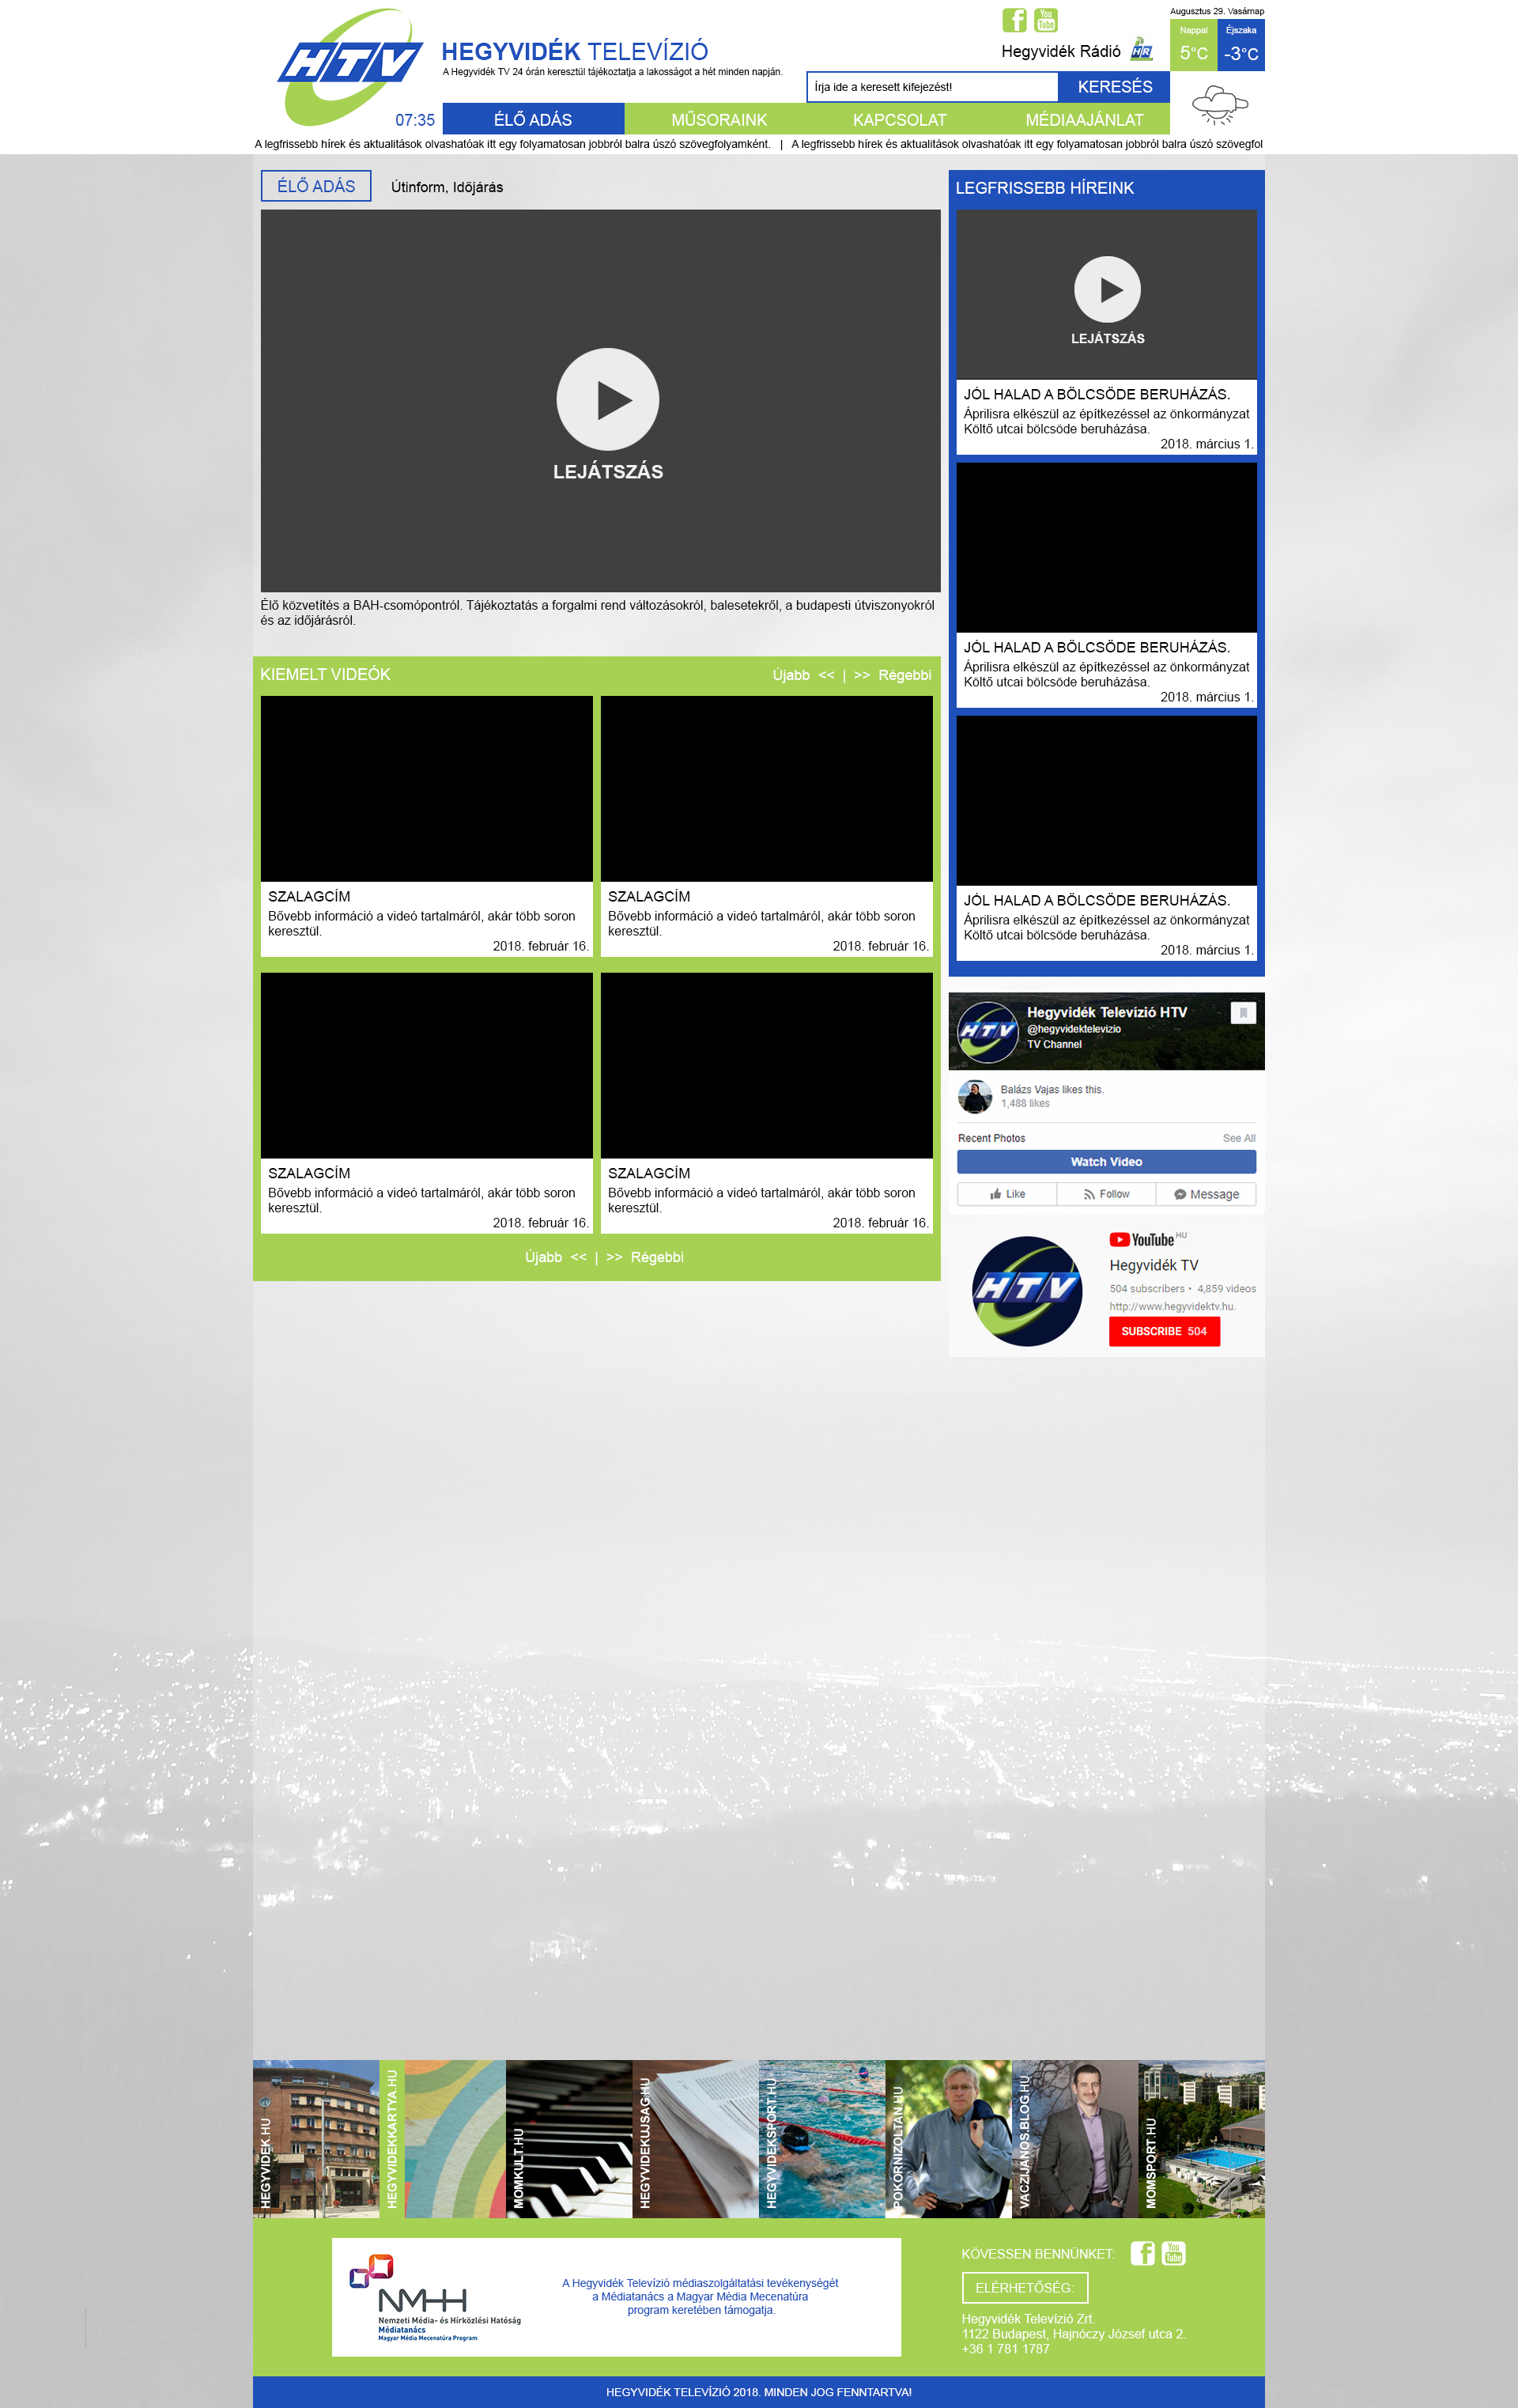 HTV
HEGYVIDÉK TELEVÍZIÓ
A Hegyvidék TV 24 órán keresztül tájékoztatja a lakosságot a hét minden napján.
You
Tube
Hegyvidék Rádió HR
Augusztus 29. Vasárnap
Nappal
5°C
Éjszaka
-3°C
Írja ide a keresett kifejezést!
KERESÉS
07:35
ÉLŐ ADÁS
MŰSORAINK
KAPCSOLAT
MÉDIAAJÁNLAT
A legfrissebb hírek és aktualitások olvashatóak itt egy folyamatosan jobbról balra úszó szövegfolyamként. | A legfrissebb hírek és aktualitások olvashatóak itt egy folyamatosan jobbról balra úszó szövegfol
ÉLŐ ADÁS
Útinform, Időjárás
LEJÁTSZÁS
Élő közvetítés a BAH-csomópontról. Tájékoztatás a forgalmi rend változásokról, balesetekről, a budapesti útviszonyokról
és az időjárásról.
KIEMELT VIDEÓK
Újabb << | >> Régebbi
SZALAGCÍM
Bővebb információ a videó tartalmáról, akár több soron
keresztül.
2018. február 16.
SZALAGCÍM
Bővebb információ a videó tartalmáról, akár több soron
keresztül.
2018. február 16.
SZALAGCÍM
Bővebb információ a videó tartalmáról, akár több soron
keresztül.
2018. február 16.
SZALAGCÍM
Bővebb információ a videó tartalmáról, akár több soron
keresztül.
2018. február 16.
Újabb << | >> Régebbi
LEGFRISSEBB HÍREINK
LEJÁTSZÁS
JÓL HALAD A BÖLCSÖDE BERUHÁZÁS.
Áprilisra elkészül az építkezéssel az önkormányzat
Költő utcai bölcsöde beruházása.
2018. március 1.
JÓL HALAD A BÖLCSÖDE BERUHÁZÁS.
Áprilisra elkészül az építkezéssel az önkormányzat
Költő utcai bölcsöde beruházása.
2018. március 1.
JÓL HALAD A BÖLCSÖDE BERUHÁZÁS.
Áprilisra elkészül az építkezéssel az önkormányzat
Költő utcai bölcsöde beruházása.
2018. március 1.
HTV
Hegyvidék Televízió HTV
@hegyvidektelevizio
TV Channel
Balázs Vajas likes this.
1,488 likes
Recent Photos
See All
Watch Video
Like
Follow
Message
HTV
YouTube HU
Hegyvidék TV
504 subscribers • 4,859 videos
http://www.hegyvidektv.hu.
SUBSCRIBE 504
HEGYVIDEK.HU
HEGYVIDEKKARTYA.HU
MOMKULT.HU
HEGYVIDEKUJSAG.HU
HEGYVIDEKSPORT.HU
POKORNIZOLTAN.HU
VACZIJANOS.BLOG.HU
MOMSPORT.HU
NMHH
Nemzeti Média- és Hírközlési Hatóság
Médiatanács
Magyar Média Mecenatúra Program
A Hegyvidék Televízió médiaszolgáltatási tevékenységét
a Médiatanács a Magyar Média Mecenatúra
program keretében támogatja.
KÖVESSEN BENNÜNKET:
You
Tube
ELÉRHETŐSÉG:
Hegyvidék Televízió Zrt.
1122 Budapest, Hajnóczy József utca 2.
+36 1 781 1787
HEGYVIDÉK TELEVÍZIÓ 2018. MINDEN JOG FENNTARTVA!